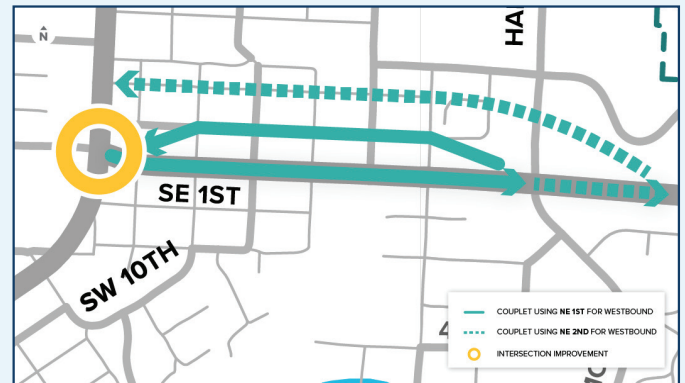 N
HA
SE 1ST
SW 10TH
COUPLET USING NE 1ST FOR WESTBOUND
4
COUPLET USING NE 2ND FOR WESTBOUND
INTERSECTION IMPROVEMENT